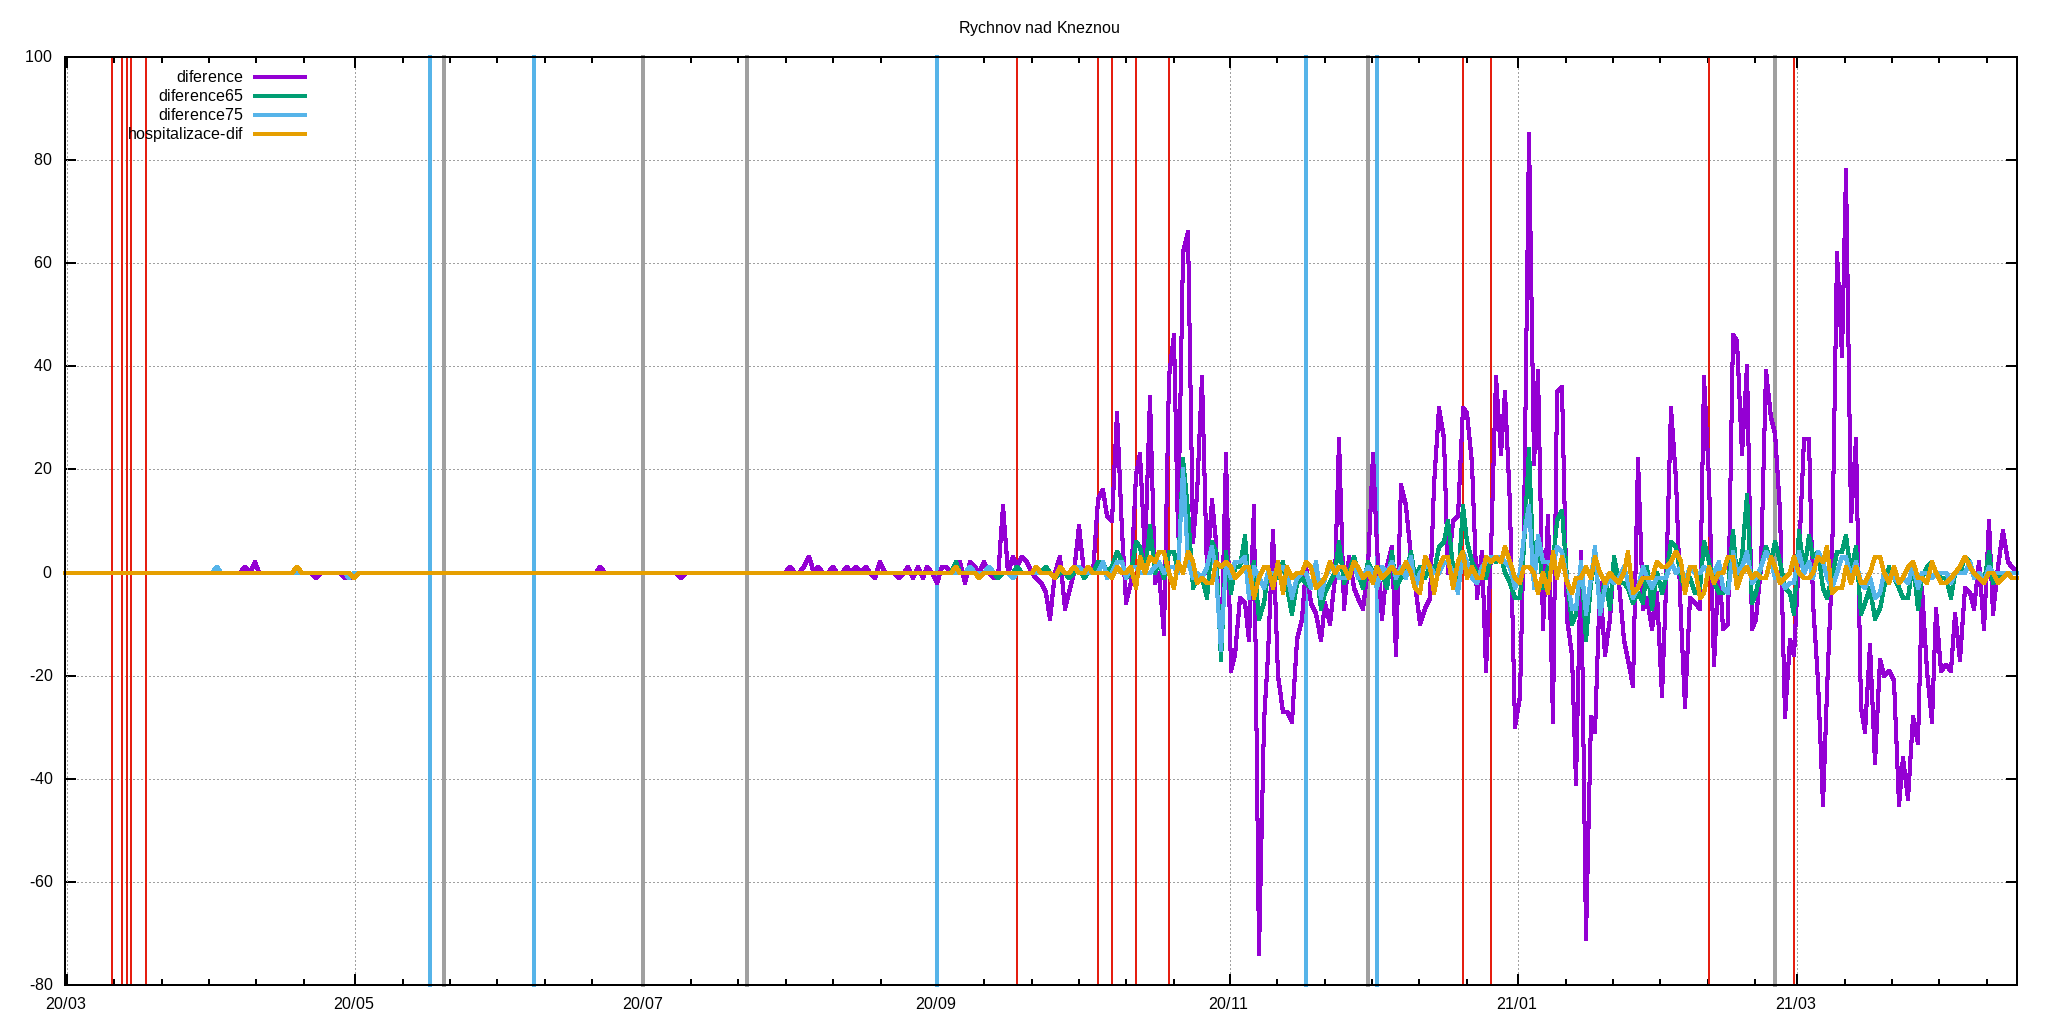 Rychnov nad Kneznou
100
diference
diference65
diference75
hospitalizace-dif
80
60
40
20
0
-20
-40
-60
-80
20/03 20/05 20/07 20/09 20/11 21/01 21/03